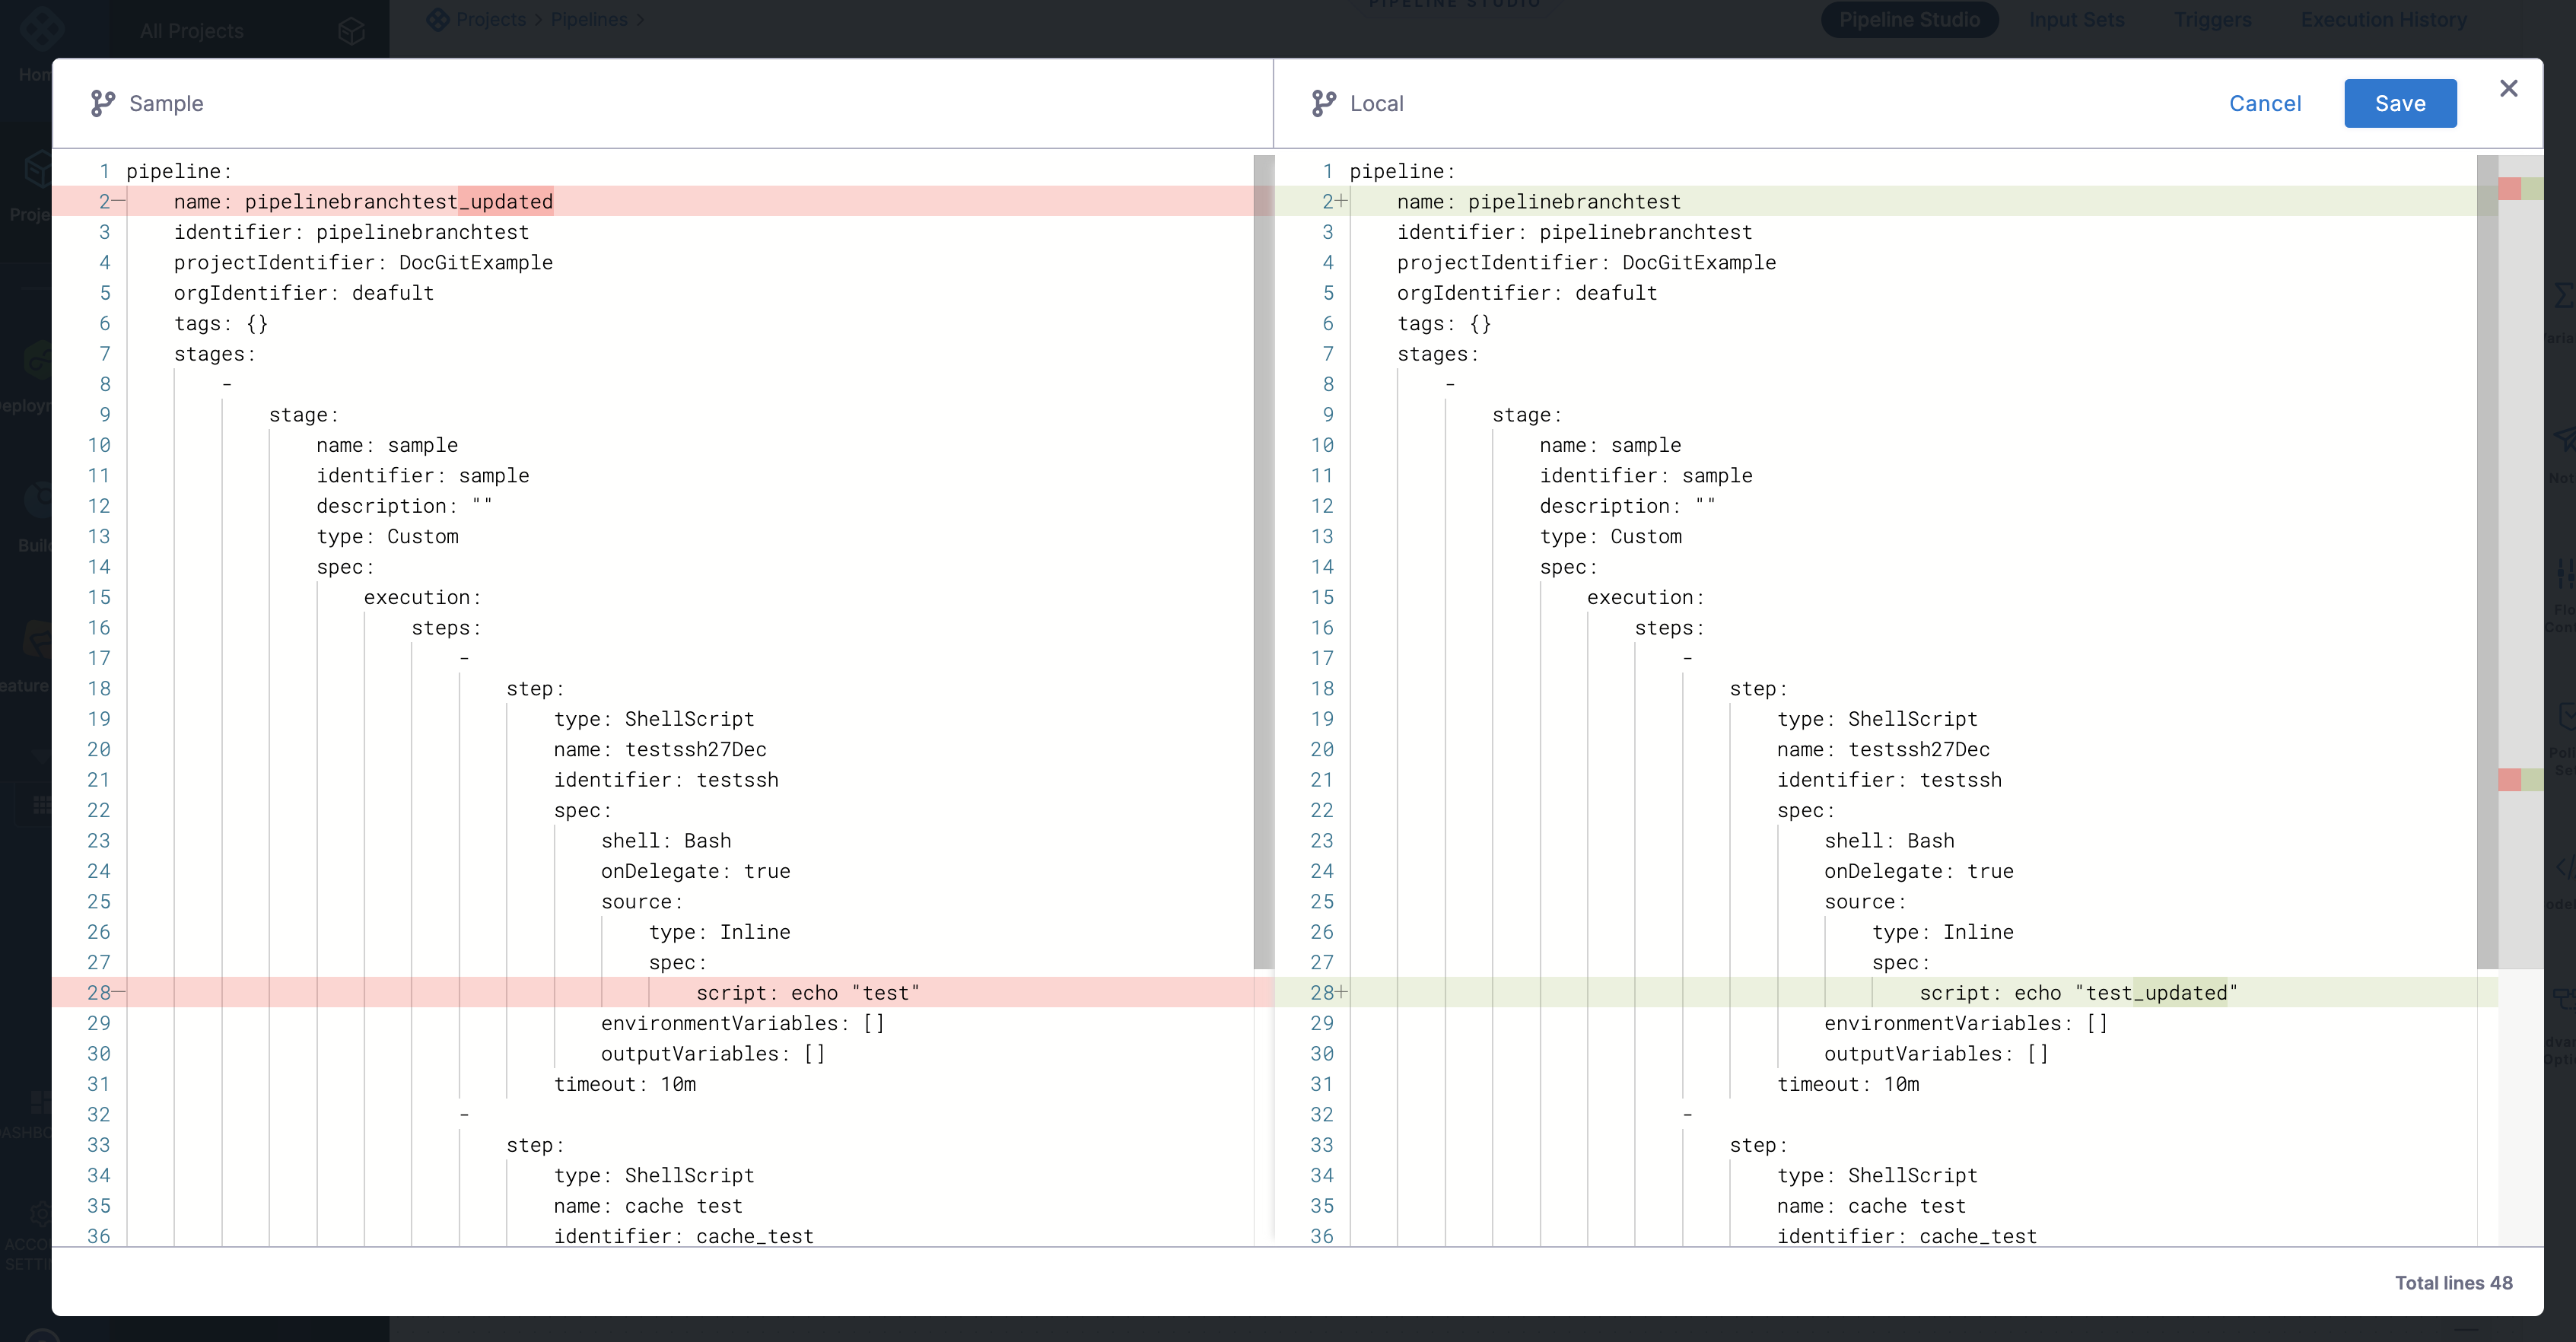 All Projects
Projects > Pipelines >
PIPELINE STUDIO
Pipeline Studio
Input Sets
Triggers
Execution History
Sample
1 pipeline:
2— name: pipelinebranchtest_updated
3 identifier: pipelinebranchtest
4 projectIdentifier: DocGitExample
5 orgIdentifier: deafult
6 tags: {}
7 stages:
8 -
9 stage:
10 name: sample
11 identifier: sample
12 description: ""
13 type: Custom
14 spec:
15 execution:
16 steps:
17 -
18 step:
19 type: ShellScript
20 name: testssh27Dec
21 identifier: testssh
22 spec:
23 shell: Bash
24 onDelegate: true
25 source:
26 type: Inline
27 spec:
28— script: echo "test"
29 environmentVariables: []
30 outputVariables: []
31 timeout: 10m
32 -
33 step:
34 type: ShellScript
35 name: cache test
36 identifier: cache_test
Local
Cancel
Save
1 pipeline:
2+ name: pipelinebranchtest
3 identifier: pipelinebranchtest
4 projectIdentifier: DocGitExample
5 orgIdentifier: deafult
6 tags: {}
7 stages:
8 -
9 stage:
10 name: sample
11 identifier: sample
12 description: ""
13 type: Custom
14 spec:
15 execution:
16 steps:
17 -
18 step:
19 type: ShellScript
20 name: testssh27Dec
21 identifier: testssh
22 spec:
23 shell: Bash
24 onDelegate: true
25 source:
26 type: Inline
27 spec:
28+ script: echo "test_updated"
29 environmentVariables: []
30 outputVariables: []
31 timeout: 10m
32 -
33 step:
34 type: ShellScript
35 name: cache test
36 identifier: cache_test
Total lines 48